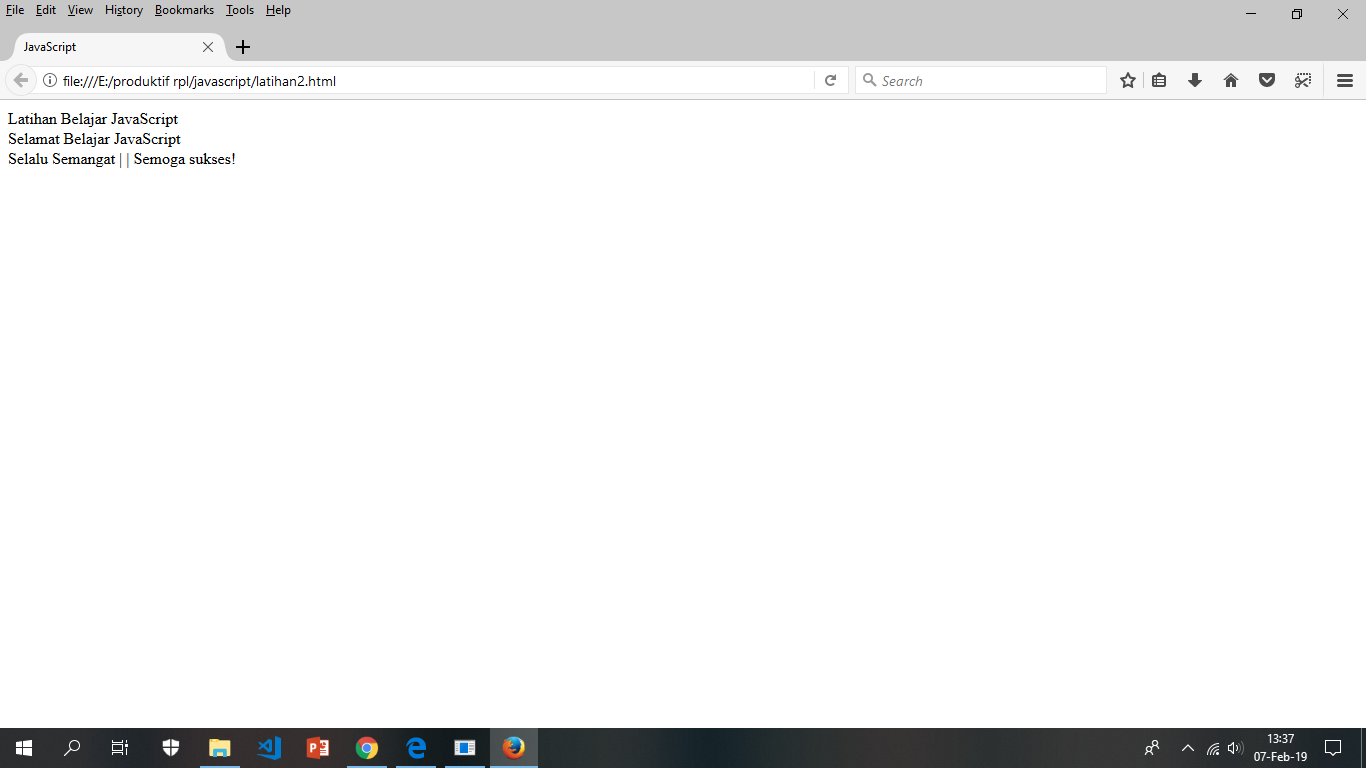 File Edit View History Bookmarks Tools Help
JavaScript
file:///E:/produktif rpl/javascript/latihan2.html
Search
Latihan Belajar JavaScript
Selamat Belajar JavaScript
Selalu Semangat | | Semoga sukses!
13:37
07-Feb-19